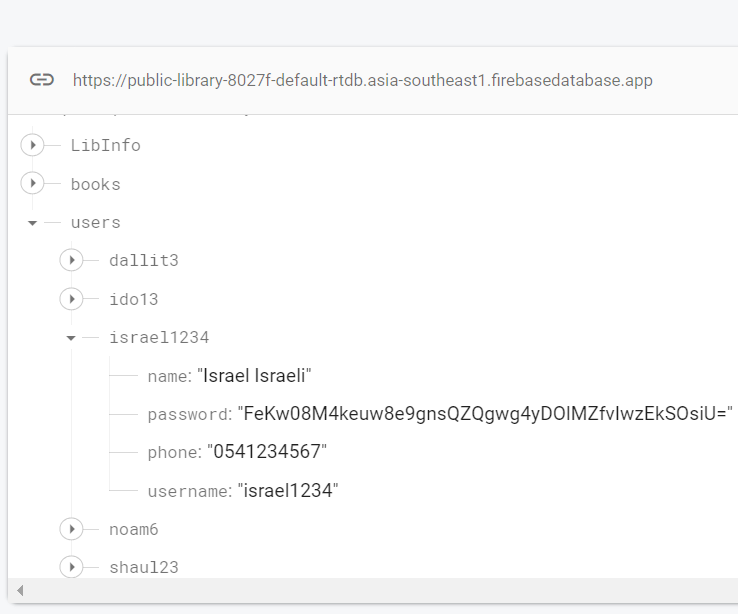 https://public-library-8027f-default-rtdb.asia-southeast1.firebasedatabase.app
LibInfo
books
users
dallit3
ido13
israel1234
name: "Israel Israeli"
password: "FeKw08M4keuw8e9gnsQZQgwg4yDOlMZfvIwzEkSOsiU="
phone: "0541234567"
username: "israel1234"
noam6
shaul23